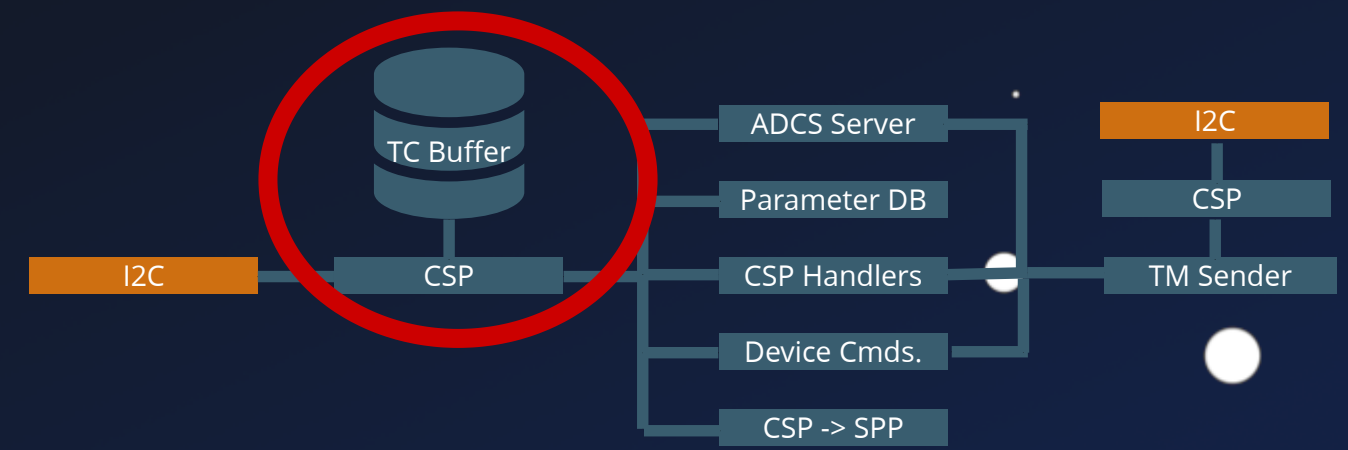 TC Buffer
I2C
CSP
ADCS Server
Parameter DB
CSP Handlers
Device Cmds.
CSP -> SPP
I2C
CSP
TM Sender